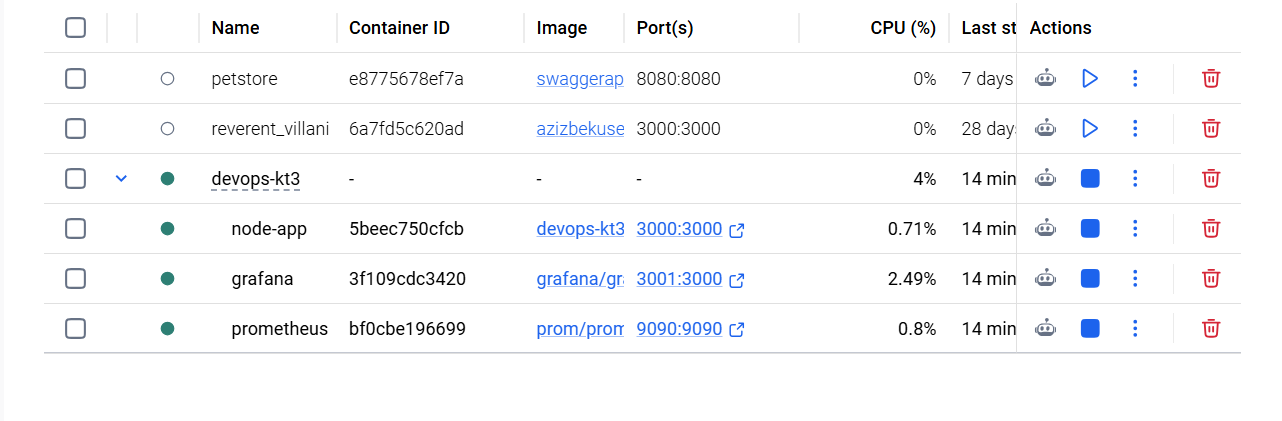 Name Container ID Image Port(s) CPU (%) Last st Actions
petstore e8775678ef7a swaggerap 8080:8080 0% 7 days
reverent_villani 6a7fd5c620ad azizbekuse 3000:3000 0% 28 day
devops-kt3 - - - 4% 14 min
node-app 5beec750cfcb devops-kt3 3000:3000 0.71% 14 min
grafana 3f109cdc3420 grafana/gr 3001:3000 2.49% 14 min
prometheus bf0cbe196699 prom/prom 9090:9090 0.8% 14 min